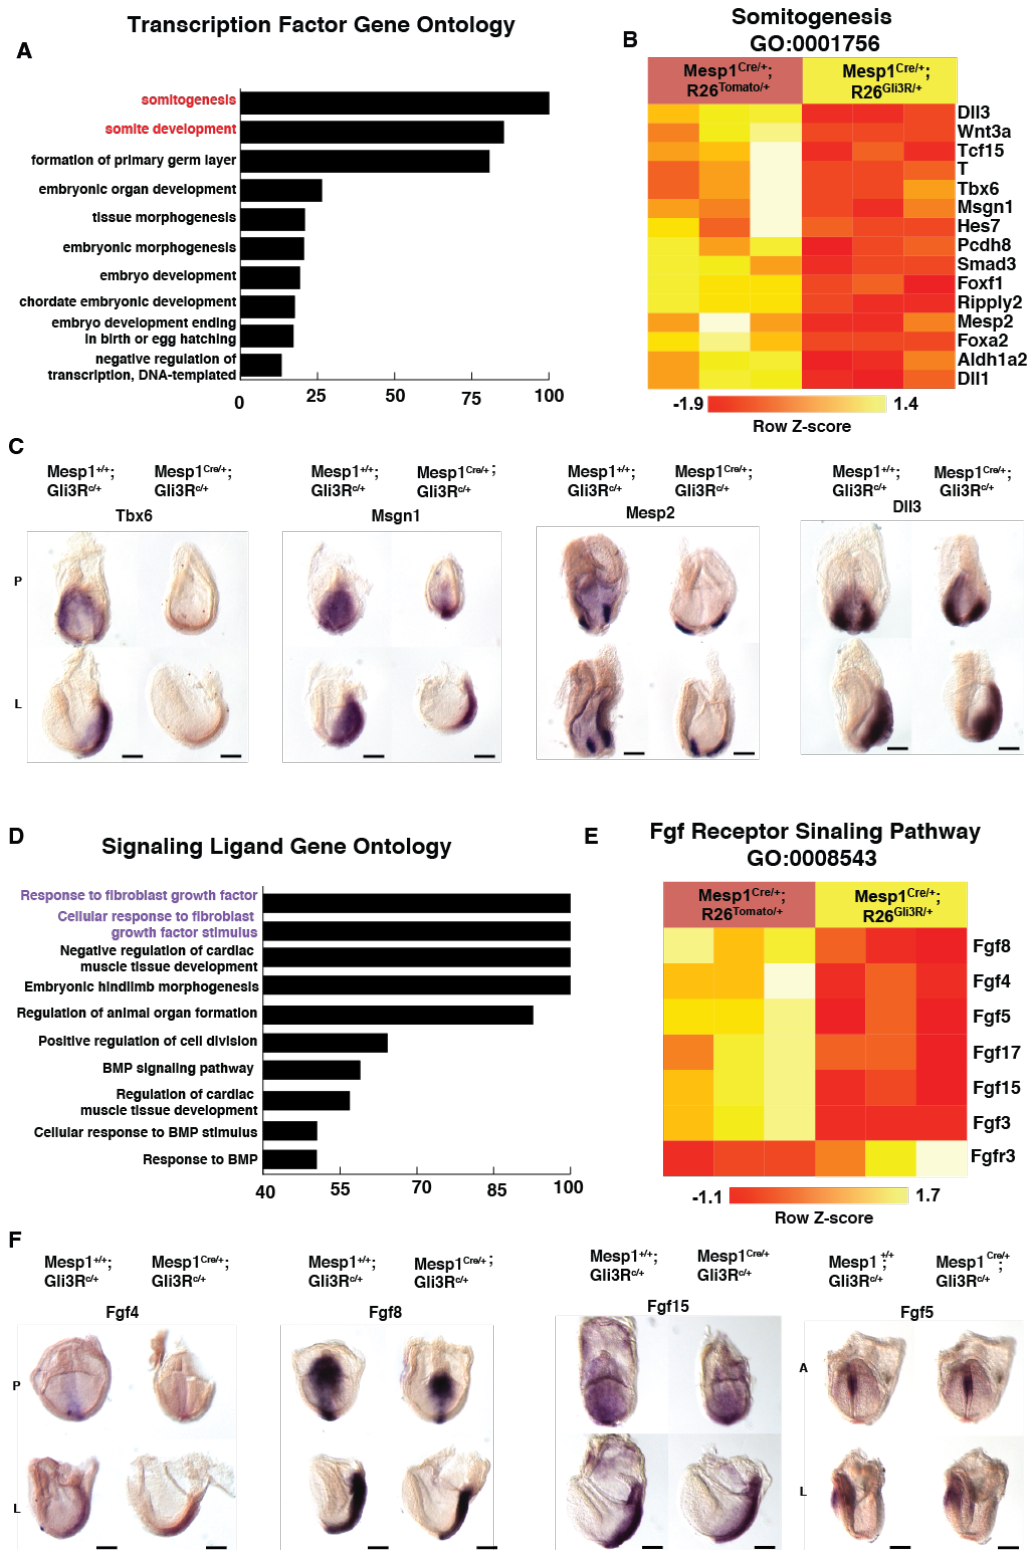 Transcription Factor Gene Ontology
A
somitogenesis
somite development
formation of primary germ layer
embryonic organ development
tissue morphogenesis
embryonic morphogenesis
embryo development
chordate embryonic development
embryo development ending
in birth or egg hatching
negative regulation of
transcription, DNA-templated
0 25 50 75 100
B
Somitogenesis
GO:0001756
Mesp1Cre/+;
R26Tomato/+
Mesp1Cre/+;
R26Gli3R/+
Dll3
Wnt3a
Tcf15
T
Tbx6
Msgn1
Hes7
Pcdh8
Smad3
Foxf1
Ripply2
Mesp2
Foxa2
Aldh1a2
Dll1
-1.9 1.4
Row Z-score
C
Mesp1+/+;
Gli3Rc/+
Mesp1Cre/+;
Gli3Rc/+
Tbx6
Mesp1+/+;
Gli3Rc/+
Mesp1Cre/+;
Gli3Rc/+
Msgn1
Mesp1+/+;
Gli3Rc/+
Mesp1Cre/+;
Gli3Rc/+
Mesp2
Mesp1+/+;
Gli3Rc/+
Mesp1Cre/+;
Gli3Rc/+
Dll3
P
L
D
Signaling Ligand Gene Ontology
Response to fibroblast growth factor
Cellular response to fibroblast
growth factor stimulus
Negative regulation of cardiac
muscle tissue development
Embryonic hindlimb morphogenesis
Regulation of animal organ formation
Positive regulation of cell division
BMP signaling pathway
Regulation of cardiac
muscle tissue development
Cellular response to BMP stimulus
Response to BMP
40 55 70 85 100
E
Fgf Receptor Sinaling Pathway
GO:0008543
Mesp1Cre/+;
R26Tomato/+
Mesp1Cre/+;
R26Gli3R/+
Fgf8
Fgf4
Fgf5
Fgf17
Fgf15
Fgf3
Fgfr3
-1.1 1.7
Row Z-score
F
Mesp1+/+;
Gli3Rc/+
Mesp1Cre/+;
Gli3Rc/+
Fgf4
Mesp1+/+;
Gli3Rc/+
Mesp1Cre/+;
Gli3Rc/+
Fgf8
Mesp1+/+;
Gli3Rc/+
Mesp1Cre/+
Gli3Rc/+
Fgf15
Mesp1+/+;
Gli3Rc/+
Mesp1Cre/+;
Gli3Rc/+
Fgf5
P
L
A
L